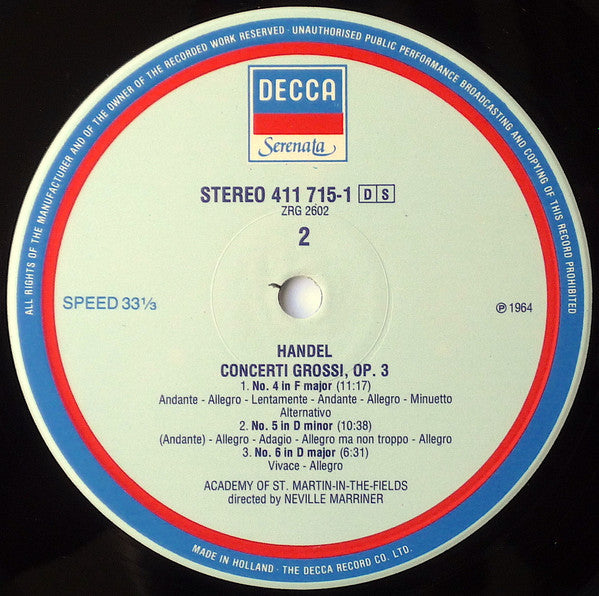 ALL RIGHTS OF THE MANUFACTURER AND OF THE OWNER OF THE RECORDED WORK RESERVED · UNAUTHORISED PUBLIC PERFORMANCE BROADCASTING AND COPYING OF THIS RECORD PROHIBITED
DECCA
Serenata
STEREO 411 715-1 D S
ZRG 2602
2
SPEED 33⅓
℗ 1964
HANDEL
CONCERTI GROSSI, OP. 3
1. No. 4 in F major (11:17)
Andante - Allegro - Lentamente - Andante - Allegro - Minuetto
Alternativo
2. No. 5 in D minor (10:38)
(Andante) - Allegro - Adagio - Allegro ma non troppo - Allegro
3. No. 6 in D major (6:31)
Vivace - Allegro
ACADEMY OF ST. MARTIN-IN-THE-FIELDS
directed by NEVILLE MARRINER
MADE IN HOLLAND · THE DECCA RECORD CO. LTD.